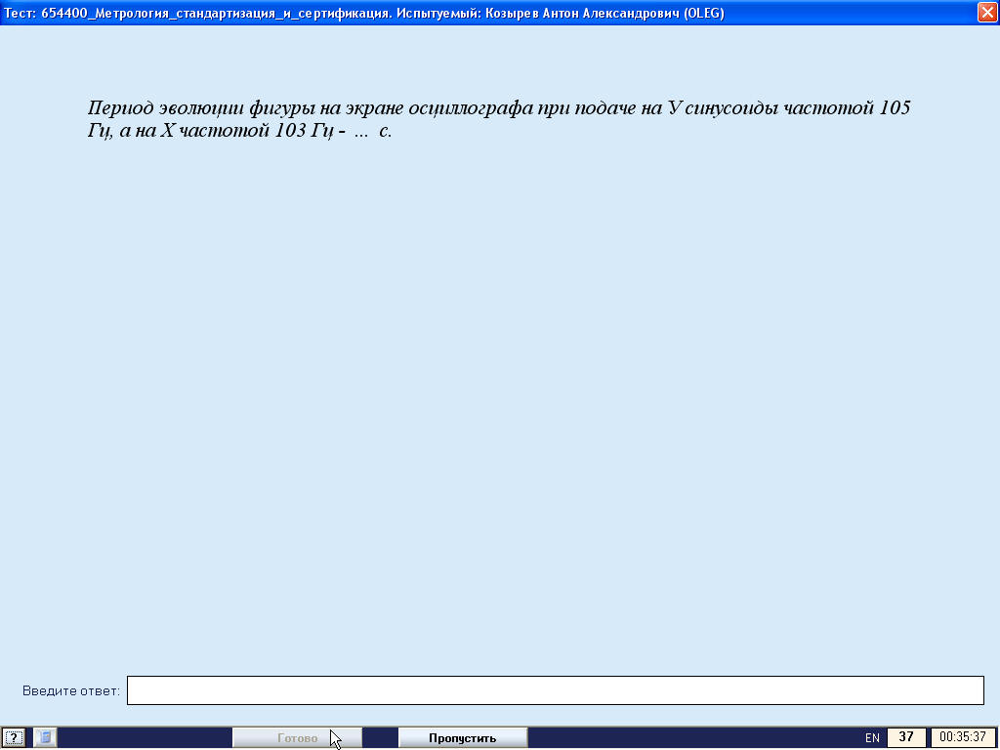 Тест: 654400_Метрология_стандартизация_и_сертификация. Испытуемый: Козырев Антон Александрович (OLEG)
Период эволюции фигуры на экране осциллографа при подаче на У синусоиды частотой 105
Гц, а на Х частотой 103 Гц - ... с.
Введите ответ:
? Готово Пропустить EN 37 00:35:37